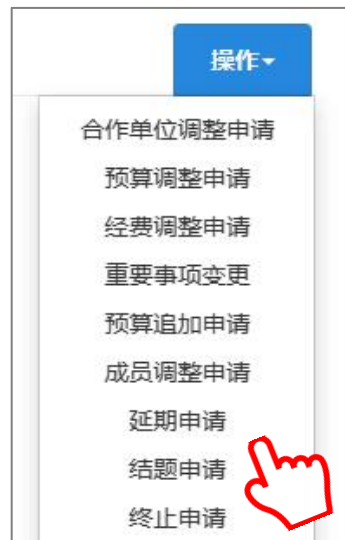 操作
合作单位调整申请
预算调整申请
经费调整申请
重要事项变更
预算追加申请
成员调整申请
延期申请
结题申请
终止申请